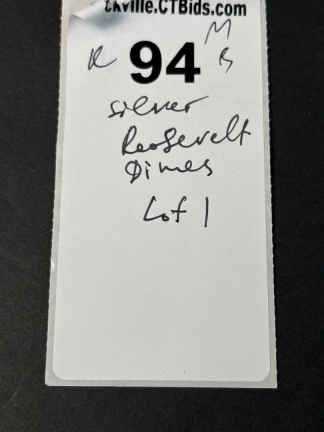 ckville.CTBids.com
M
R 94 B
silver
Roosevelt
Dimes
Lot 1